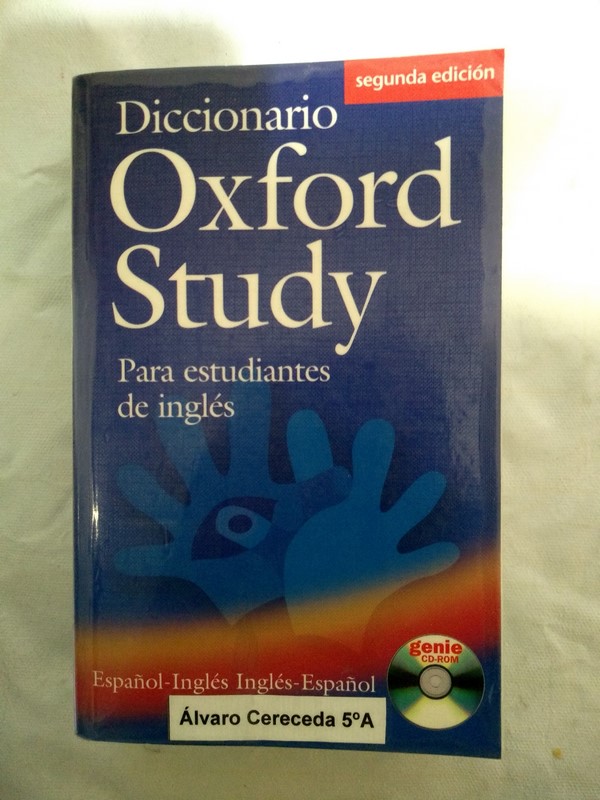 segunda edición
Diccionario
Oxford
Study
Para estudiantes
de inglés
genie
CD-ROM
Español-Inglés Inglés-Español
Álvaro Cereceda 5ºA